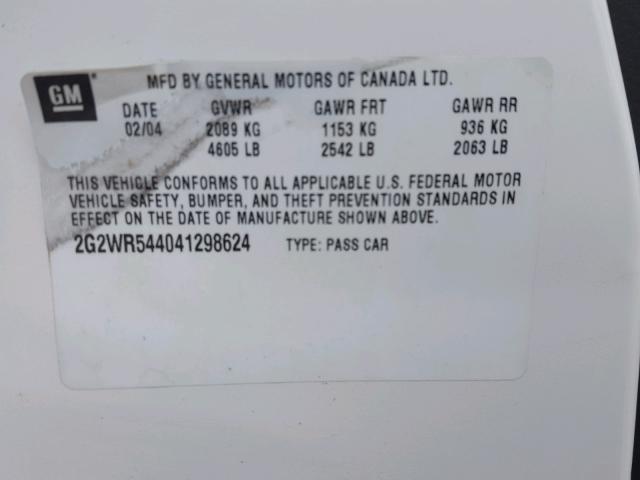 GM
MFD BY GENERAL MOTORS OF CANADA LTD.
DATE GVWR GAWR FRT GAWR RR
02/04 2089 KG 1153 KG 936 KG
4605 LB 2542 LB 2063 LB
THIS VEHICLE CONFORMS TO ALL APPLICABLE U.S. FEDERAL MOTOR
VEHICLE SAFETY, BUMPER, AND THEFT PREVENTION STANDARDS IN
EFFECT ON THE DATE OF MANUFACTURE SHOWN ABOVE.
2G2WR544041298624 TYPE: PASS CAR